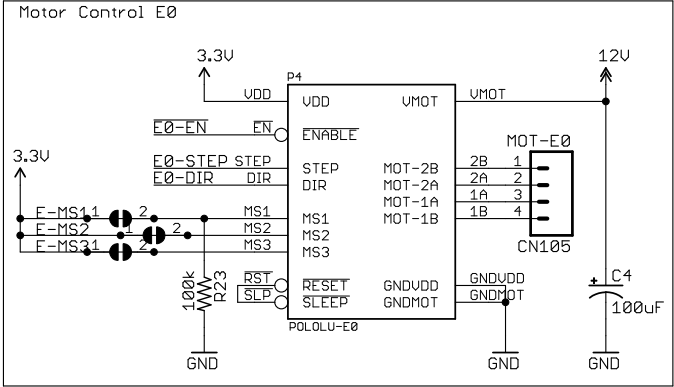 Motor Control E0
3.3V
12V
P4
VDD VDD VMOT VMOT
E0-EN EN ENABLE
MOT-E0
3.3V
E0-STEP STEP STEP MOT-2B 2B 1
E0-DIR DIR DIR MOT-2A 2A 2
MOT-1A 1A 3
E-MS1 1 2 MS1 MS1 MOT-1B 1B 4
E-MS2 1 2 MS2 MS2
E-MS3 1 2 MS3 MS3
CN105
100k
R23
RST RESET GNDVDD GNDVDD
SLP SLEEP GNDMOT GNDMOT
+ C4
100uF
POLOLU-E0
GND GND GND